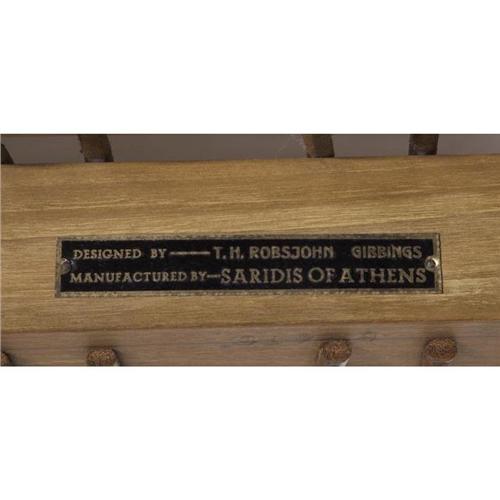 DESIGNED BY — T.H. ROBSJOHN GIBBINGS
MANUFACTURED BY — SARIDIS OF ATHENS